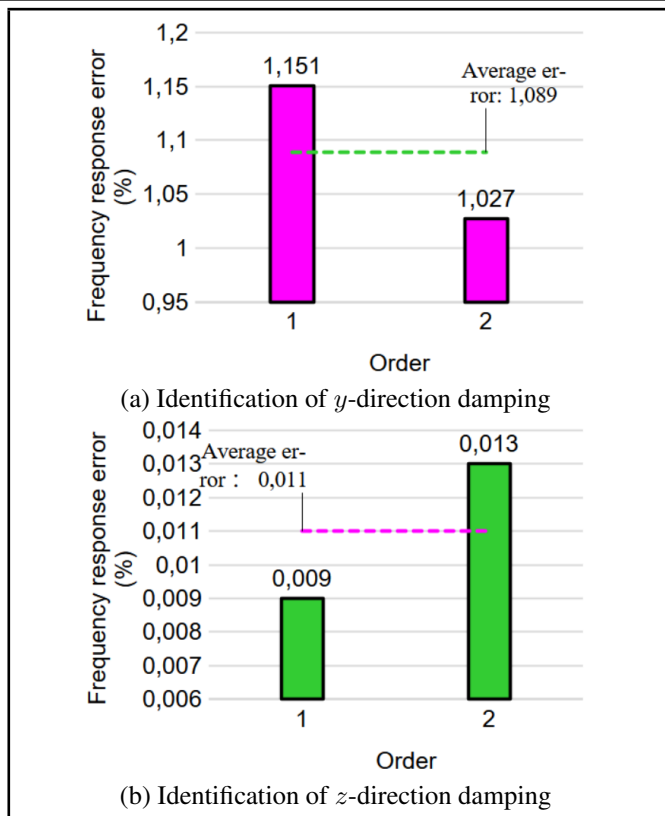 1,2
1,15
1,1
1,05
1
0,95
Frequency response error
(%)
1,151
1,027
Average er-
ror: 1,089
1
2
Order
(a) Identification of y-direction damping
0,014
0,013
0,012
0,011
0,01
0,009
0,008
0,007
0,006
Frequency response error
(%)
Average er-
ror： 0,011
0,009
0,013
1
2
Order
(b) Identification of z-direction damping